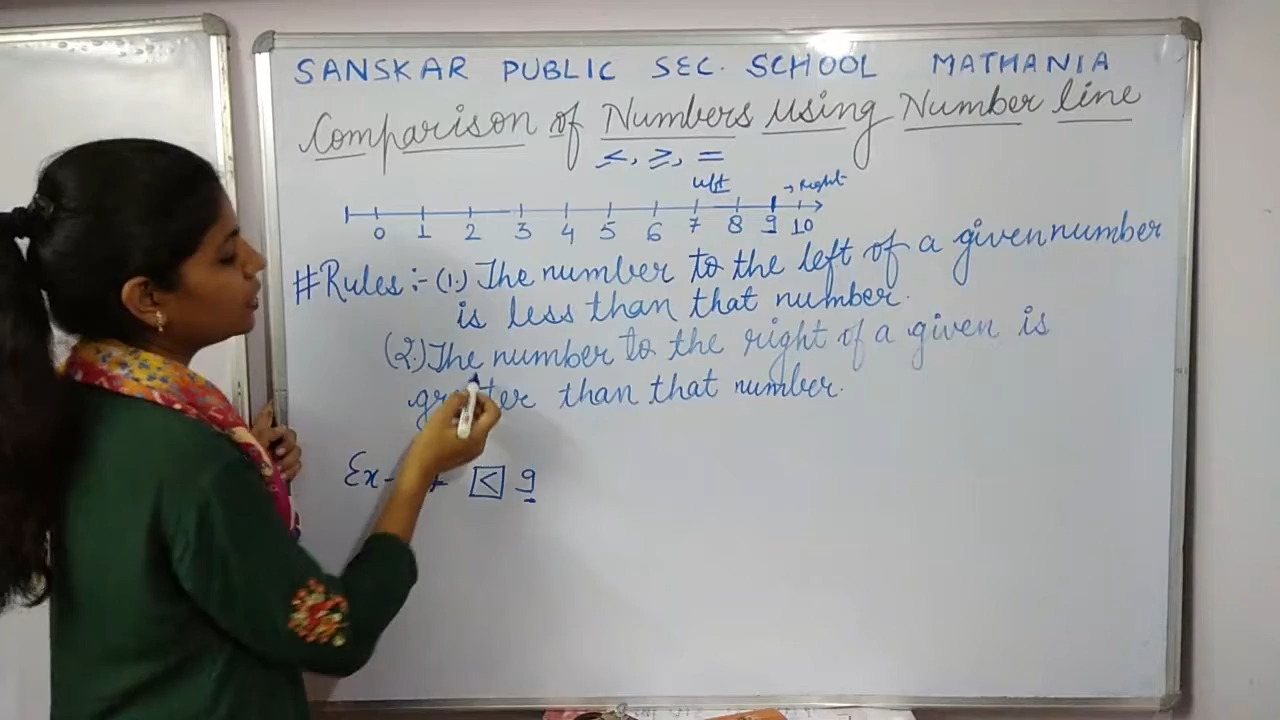 SANSKAR PUBLIC SEC. SCHOOL MATHANIA
Comparison of Numbers using Number line
<, >, =
left → Right
0 1 2 3 4 5 6 7 8 9 10
#Rules:- (1.) The number to the left of a given number
is less than that number.
(2.) The number to the right of a given is
greater than that number.
Ex- < 9